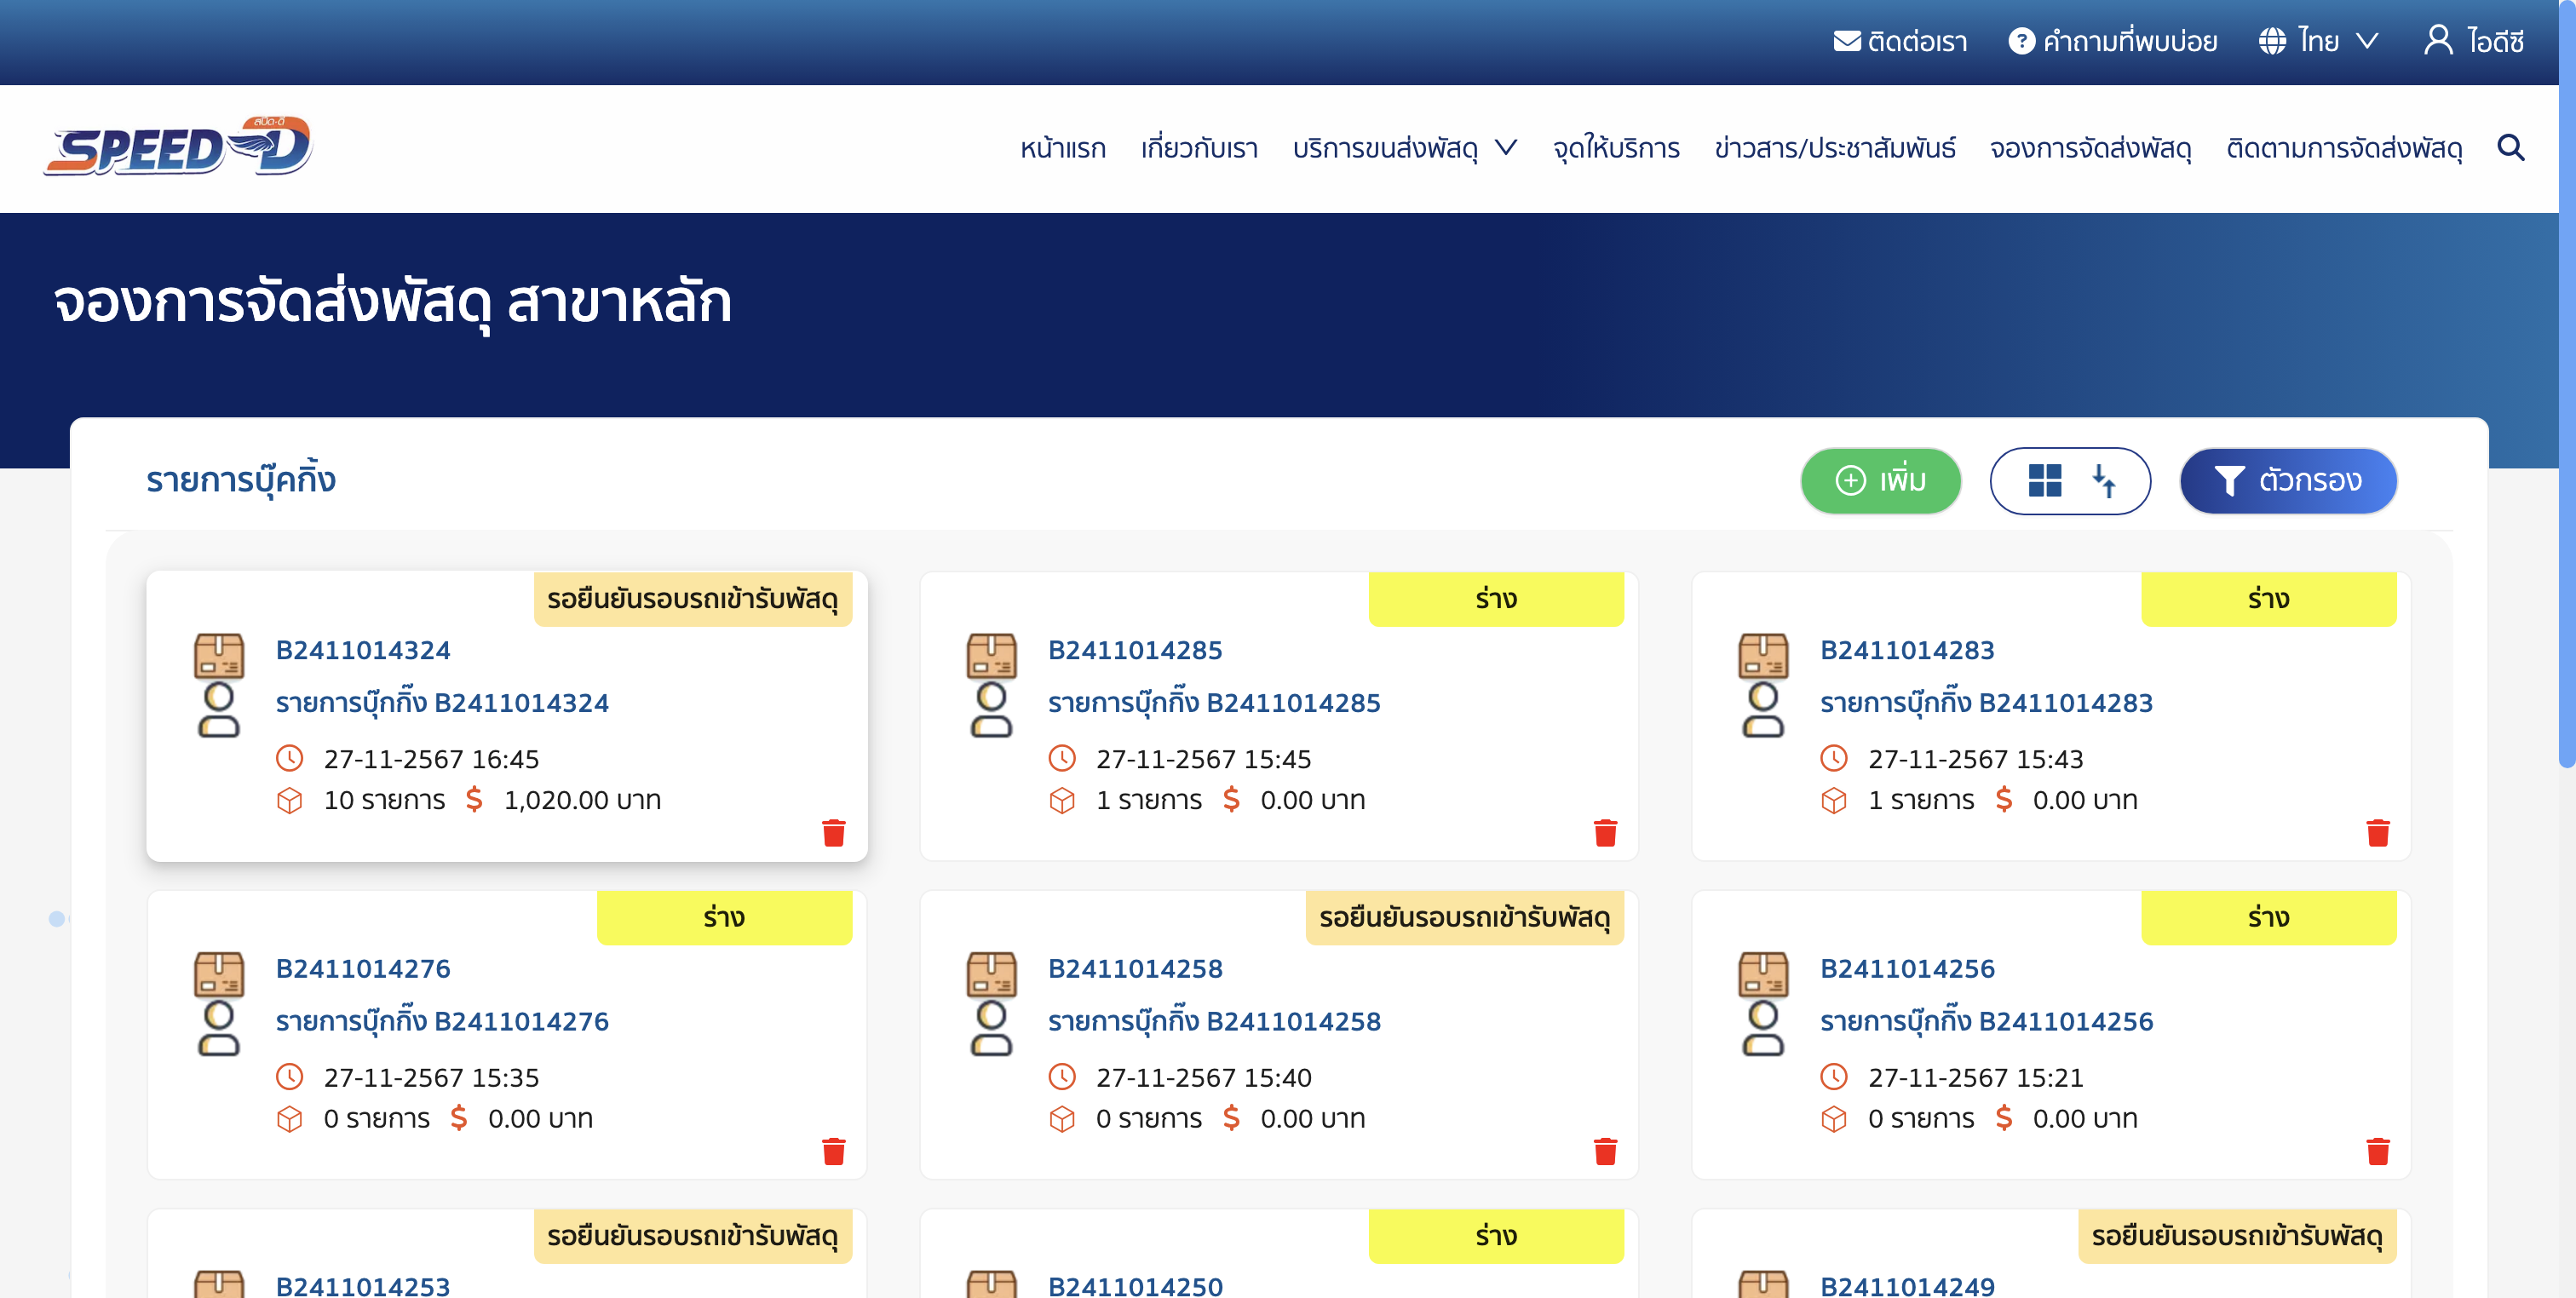 ติดต่อเรา คำถามที่พบบ่อย ไทย ไอดีซี
สปีด-ดี
SPEED-D
หน้าแรก เกี่ยวกับเรา บริการขนส่งพัสดุ จุดให้บริการ ข่าวสาร/ประชาสัมพันธ์ จองการจัดส่งพัสดุ ติดตามการจัดส่งพัสดุ
จองการจัดส่งพัสดุ สาขาหลัก
รายการบุ๊คกิ้ง
เพิ่ม
ตัวกรอง
รอยืนยันรอบรถเข้ารับพัสดุ
B2411014324
รายการบุ๊กกิ๊ง B2411014324
27-11-2567 16:45
10 รายการ $ 1,020.00 บาท
ร่าง
B2411014285
รายการบุ๊กกิ๊ง B2411014285
27-11-2567 15:45
1 รายการ $ 0.00 บาท
ร่าง
B2411014283
รายการบุ๊กกิ๊ง B2411014283
27-11-2567 15:43
1 รายการ $ 0.00 บาท
ร่าง
B2411014276
รายการบุ๊กกิ๊ง B2411014276
27-11-2567 15:35
0 รายการ $ 0.00 บาท
รอยืนยันรอบรถเข้ารับพัสดุ
B2411014258
รายการบุ๊กกิ๊ง B2411014258
27-11-2567 15:40
0 รายการ $ 0.00 บาท
ร่าง
B2411014256
รายการบุ๊กกิ๊ง B2411014256
27-11-2567 15:21
0 รายการ $ 0.00 บาท
รอยืนยันรอบรถเข้ารับพัสดุ
B2411014253
ร่าง
B2411014250
รอยืนยันรอบรถเข้ารับพัสดุ
B2411014249